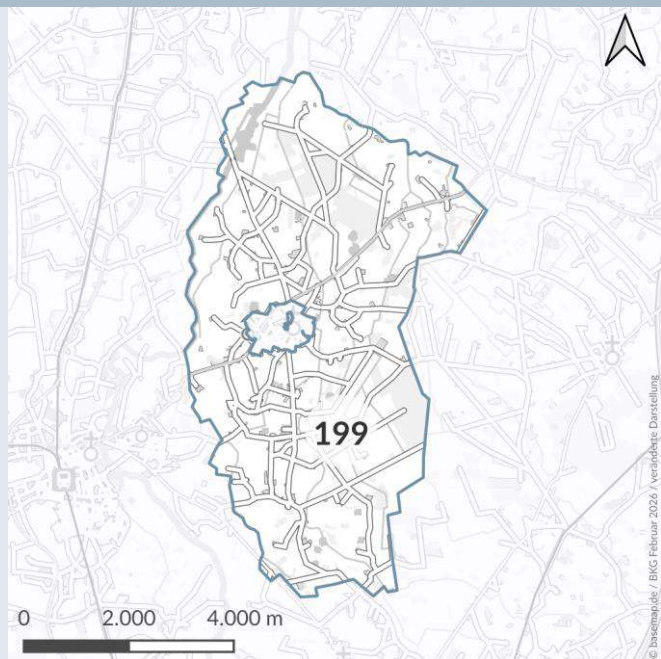 199
0 2.000 4.000 m
© basemap.de / BKG Februar 2026 / veränderte Darstellung